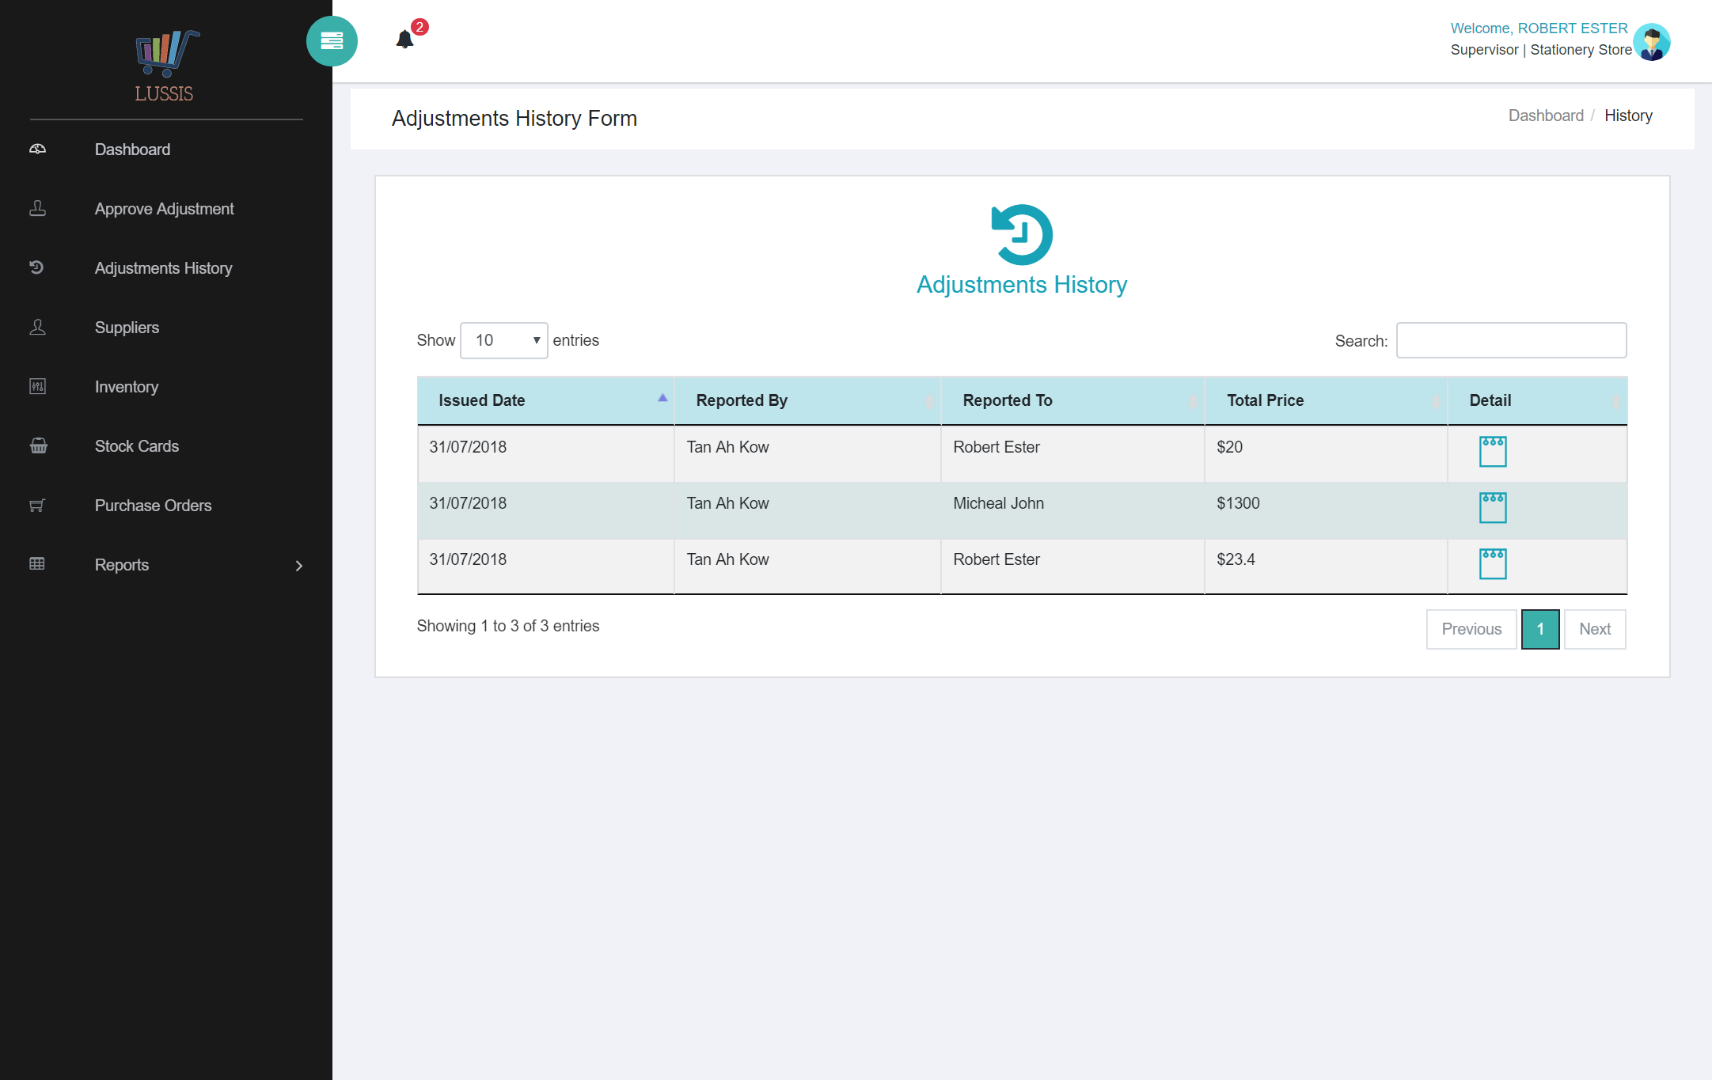 LUSSIS
Dashboard
Approve Adjustment
Adjustments History
Suppliers
Inventory
Stock Cards
Purchase Orders
Reports
2
Welcome, ROBERT ESTER
Supervisor | Stationery Store
Adjustments History Form
Dashboard / History
Adjustments History
Show 10 entries
Search:
Issued Date Reported By Reported To Total Price Detail
31/07/2018 Tan Ah Kow Robert Ester $20
31/07/2018 Tan Ah Kow Micheal John $1300
31/07/2018 Tan Ah Kow Robert Ester $23.4
Showing 1 to 3 of 3 entries
Previous 1 Next